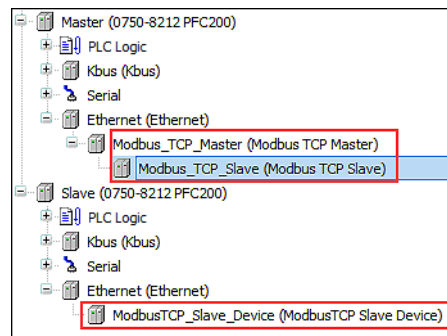 Master (0750-8212 PFC200)
PLC Logic
Kbus (Kbus)
Serial
Ethernet (Ethernet)
Modbus_TCP_Master (Modbus TCP Master)
Modbus_TCP_Slave (Modbus TCP Slave)
Slave (0750-8212 PFC200)
PLC Logic
Kbus (Kbus)
Serial
Ethernet (Ethernet)
ModbusTCP_Slave_Device (ModbusTCP Slave Device)